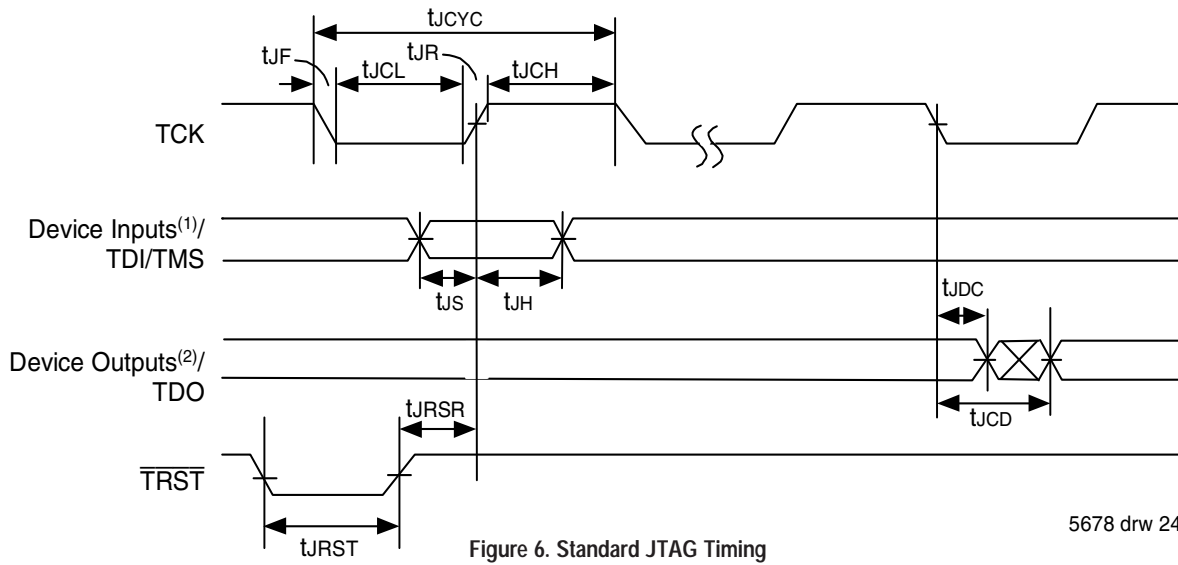 tJCYC
tJF
tJCL
tJR
tJCH
TCK
Device Inputs(1)/
TDI/TMS
tJS
tJH
tJDC
Device Outputs(2)/
TDO
tJCD
tJRSR
TRST
tJRST
5678 drw 24
Figure 6. Standard JTAG Timing